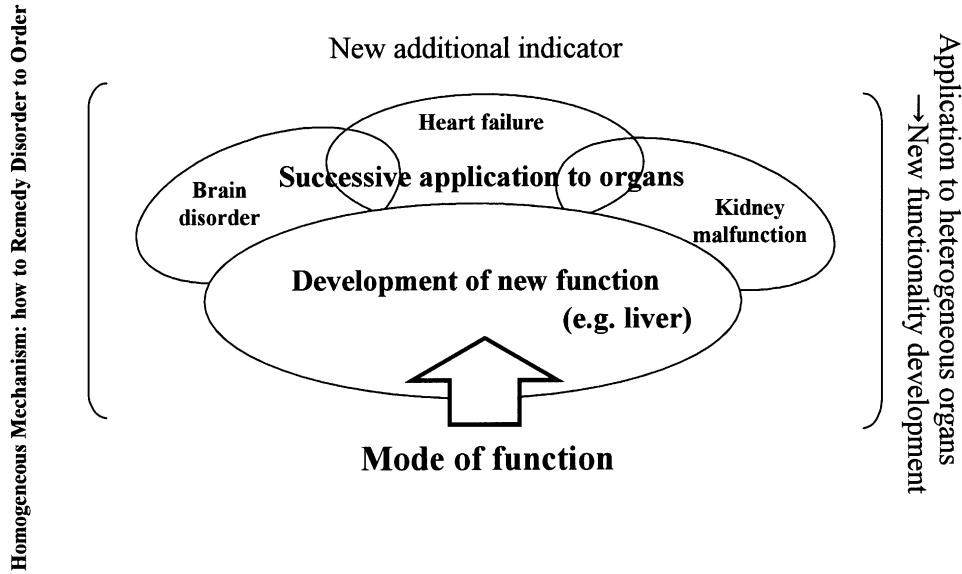 Homogeneous Mechanism: how to Remedy Disorder to Order
New additional indicator
Heart failure
Successive application to organs
Brain
disorder
Kidney
malfunction
Development of new function
(e.g. liver)
Mode of function
Application to heterogeneous organs
→New functionality development